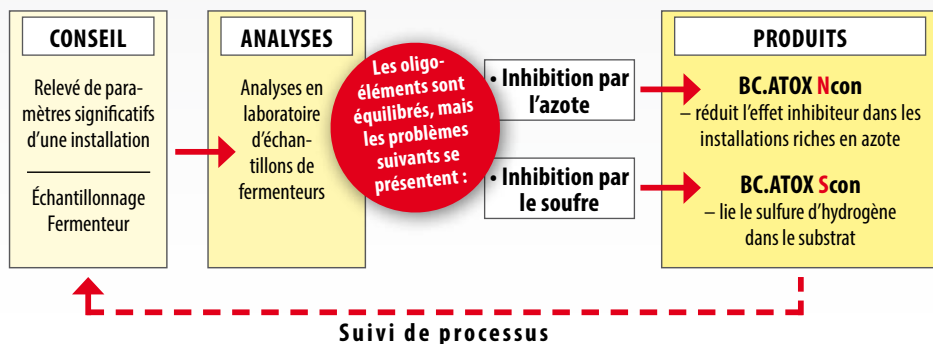 CONSEIL
Relevé de para-
mètres significatifs
d'une installation
Échantillonnage
Fermenteur
ANALYSES
Analyses en
laboratoire
d'échan-
tillons de
fermenteurs
Les oligo-
éléments sont
équilibrés, mais
les problèmes
suivants se
présentent :
• Inhibition par
l'azote
• Inhibition par
le soufre
PRODUITS
BC.ATOX Ncon
– réduit l'effet inhibiteur dans les
installations riches en azote
BC.ATOX Scon
– lie le sulfure d'hydrogène
dans le substrat
Suivi de processus